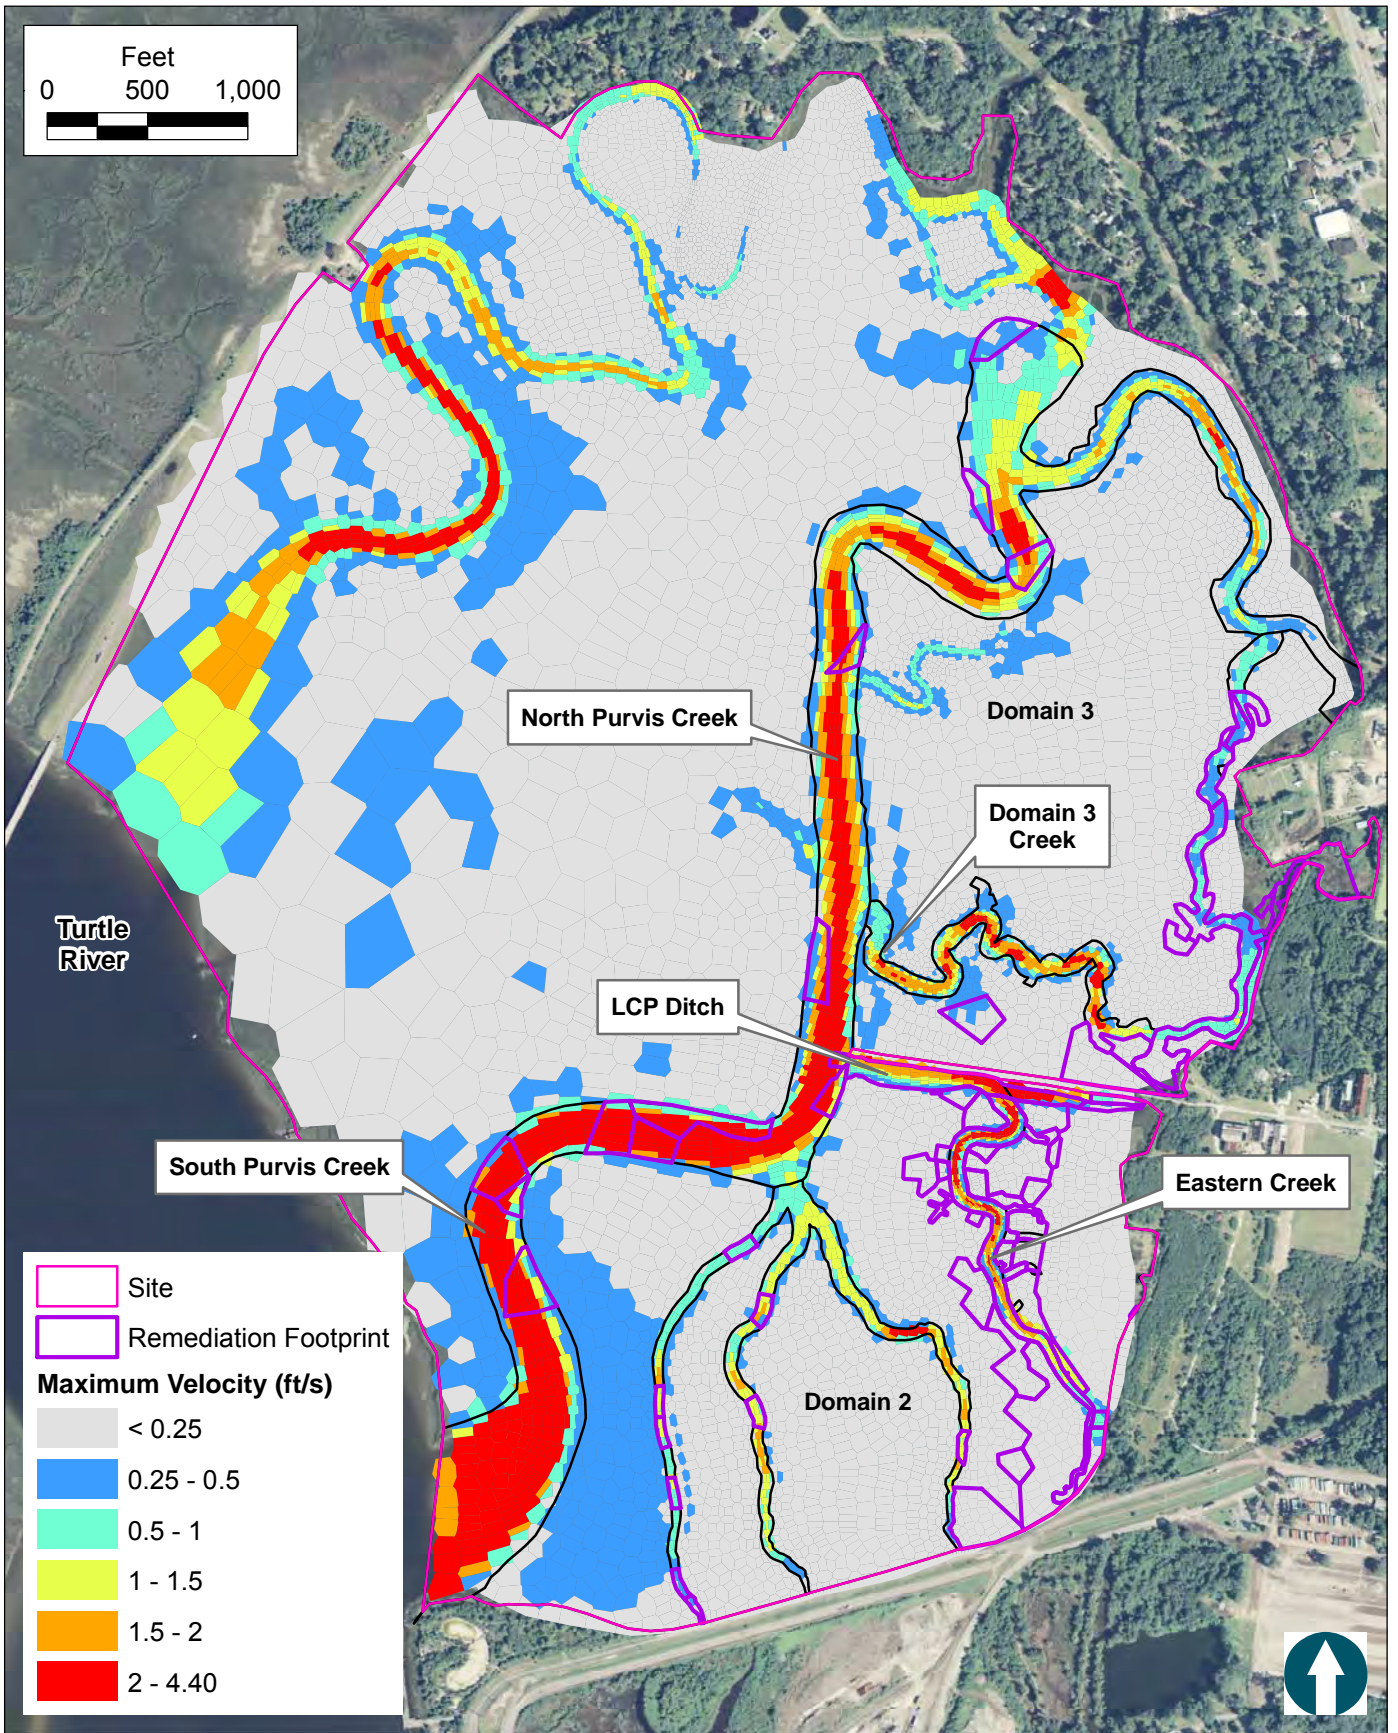 Feet
0 500 1,000
North Purvis Creek
Domain 3
Domain 3
Creek
Turtle
River
LCP Ditch
South Purvis Creek
Eastern Creek
Domain 2
Site
Remediation Footprint
Maximum Velocity (ft/s)
< 0.25
0.25 - 0.5
0.5 - 1
1 - 1.5
1.5 - 2
2 - 4.40